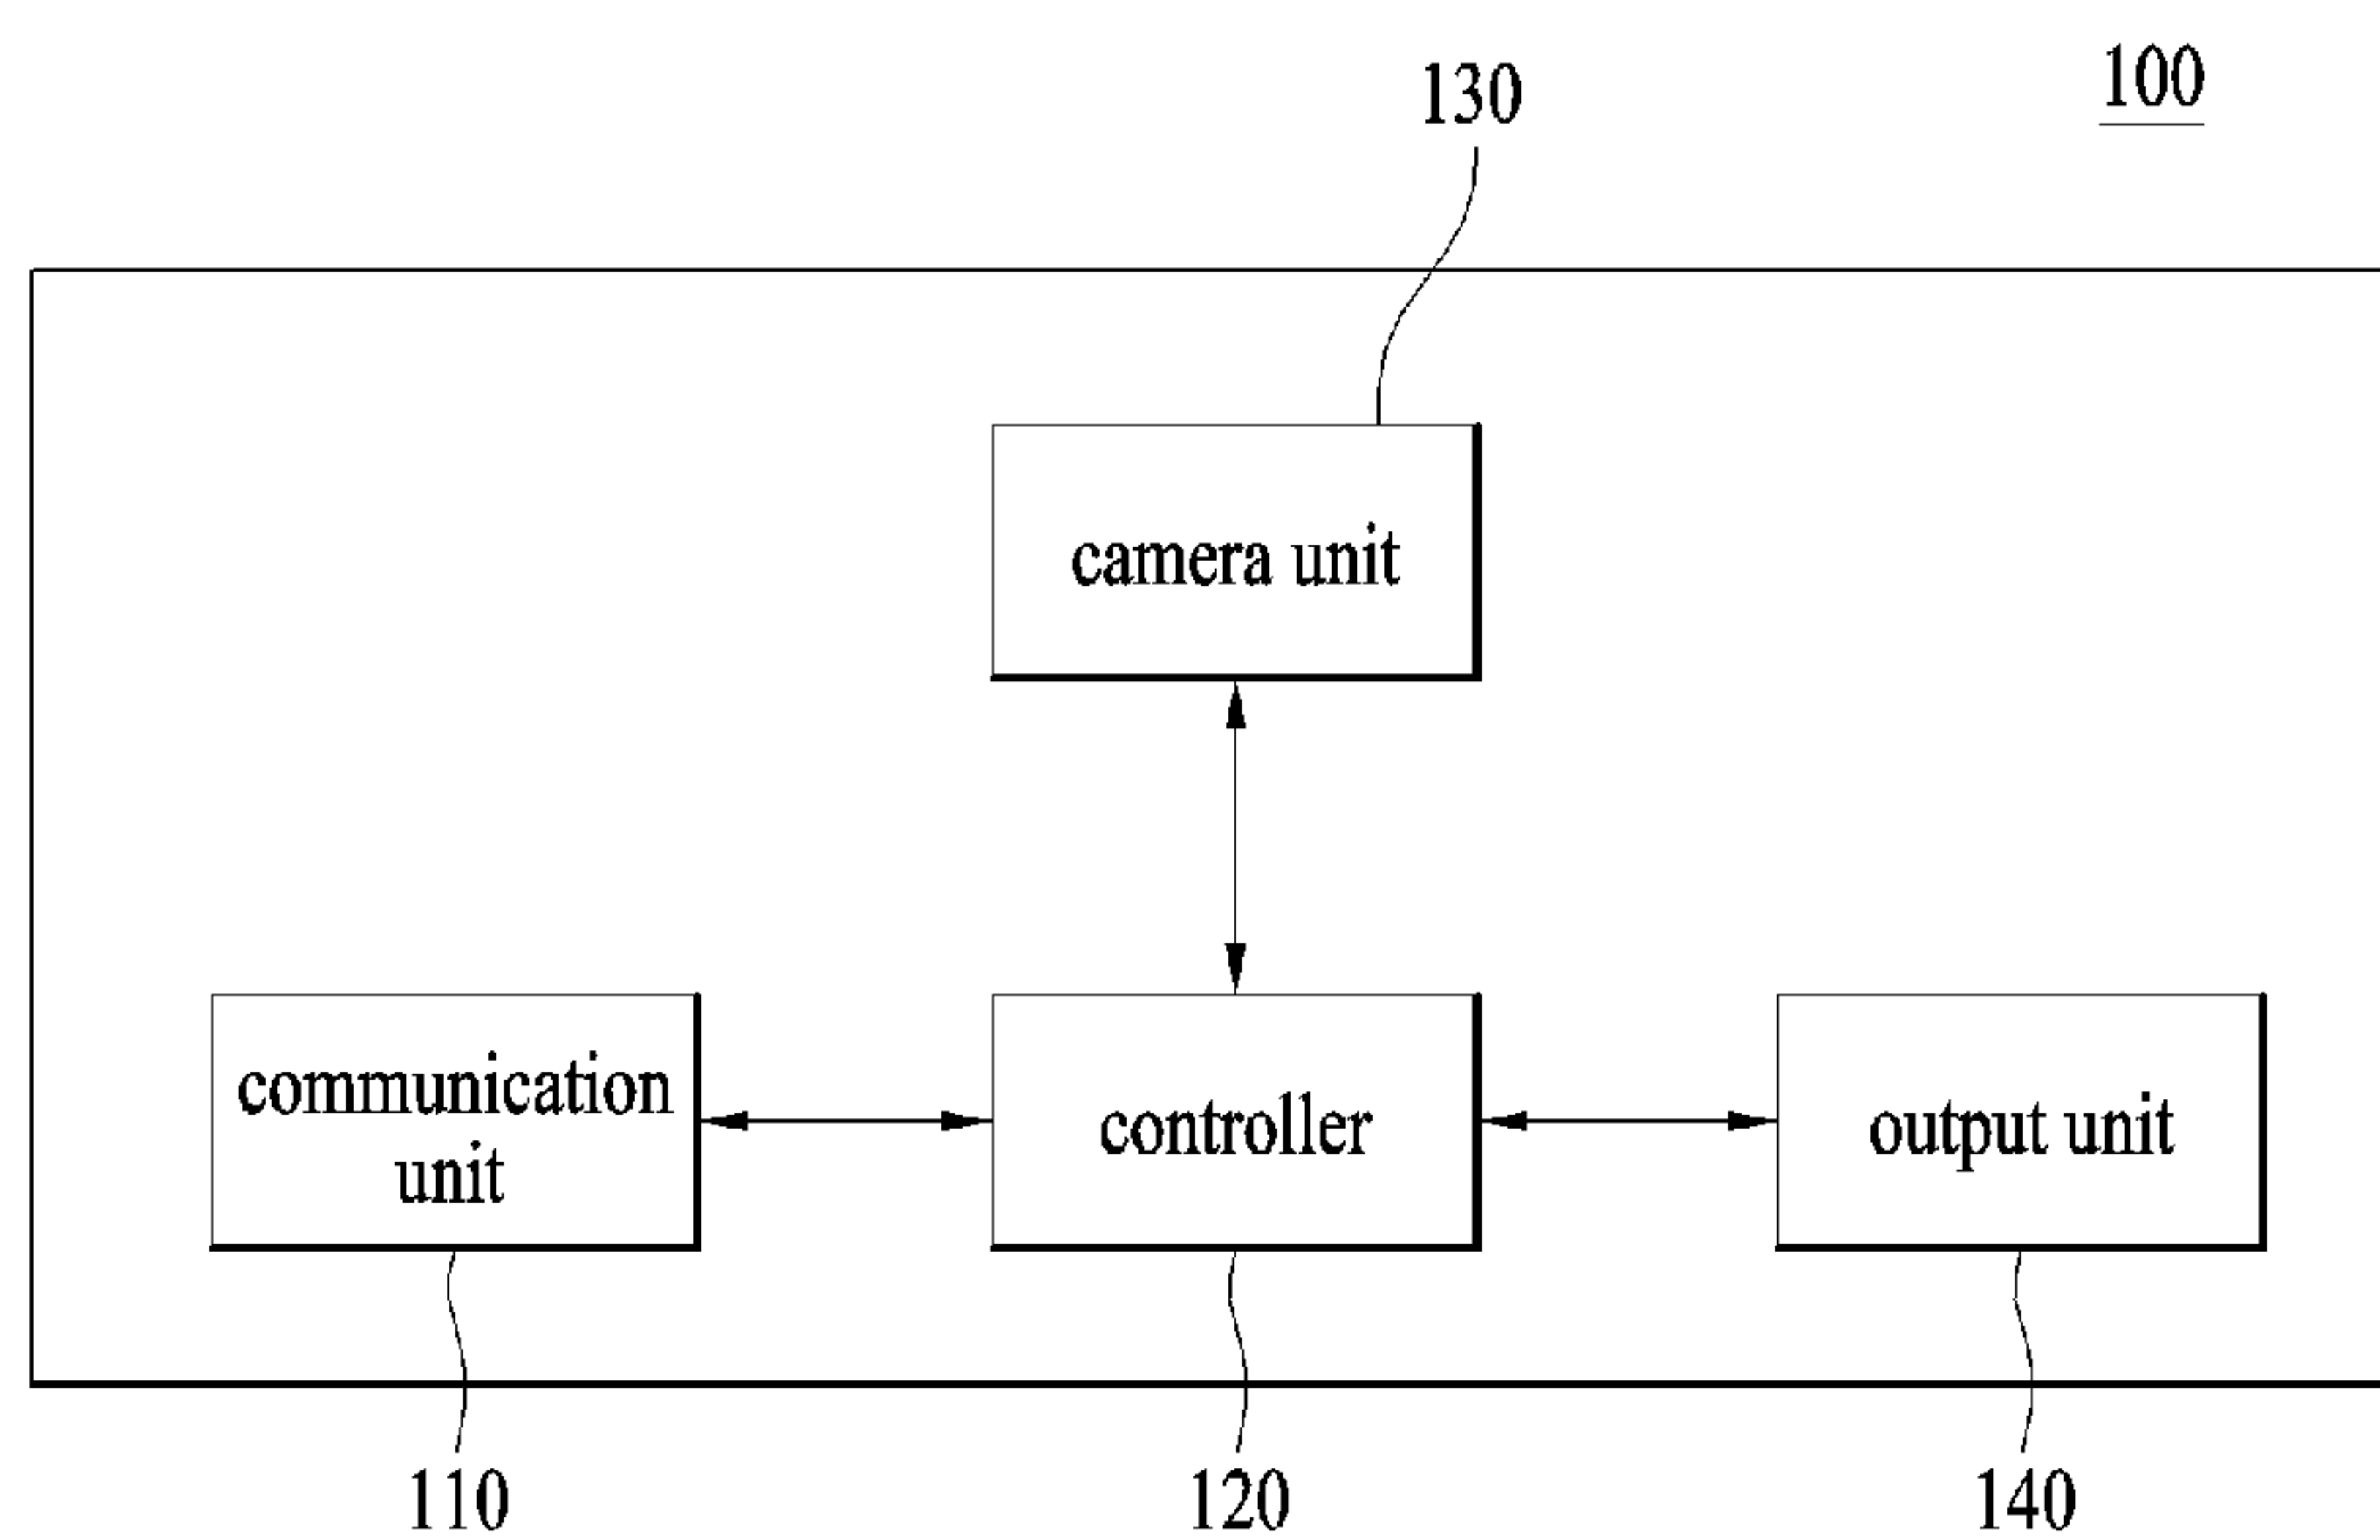 100
130
camera unit
communication
unit
controller
output unit
110
120
140